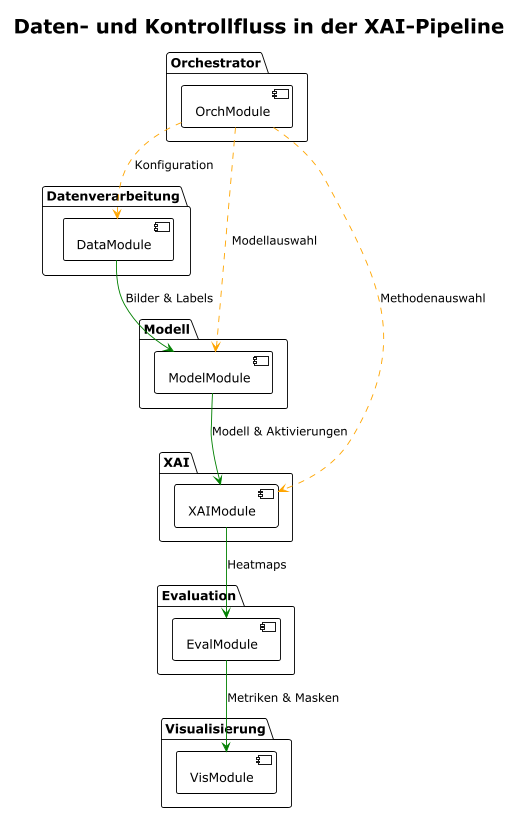 Daten- und Kontrollfluss in der XAI-Pipeline
Orchestrator
OrchModule
Konfiguration
Datenverarbeitung
DataModule
Modellauswahl
Methodenauswahl
Bilder & Labels
Modell
ModelModule
Modell & Aktivierungen
XAI
XAIModule
Heatmaps
Evaluation
EvalModule
Metriken & Masken
Visualisierung
VisModule